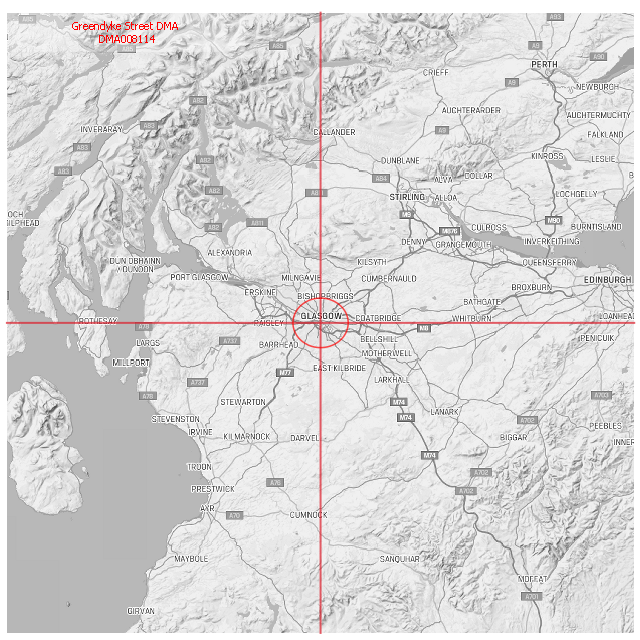 Greendyke Street DMA
DMA008114
A83
A85
A9
A90
PERTH
CRIEFF
A9
NEWBURGH
A82
AUCHTERARDER
AUCHTERMUCHTY
INVERARAY
A83
CALLANDER
A9
FALKLAND
A83
DUNBLANE
KINROSS
LESLIE
A82
A83
ALVA
DOLLAR
A84
A82
A811
STIRLING
ALLOA
LOCHGELLY
OCH
ILPHEAD
A82
A811
M9
M90
CULROSS
BURNTISLAND
M876
DENNY
GRANGEMOUTH
INVERKEITHING
ALEXANDRIA
DUN OBHAINN
/ DUNOON
KILSYTH
QUEENSFERRY
PORT GLASGOW
MILNGAVIE
CUMBERNAULD
EDINBURGH
BROXBURN
ERSKINE
BISHOPBRIGGS
BATHGATE
GLASGOW
COATBRIDGE
WHITBURN
LOANHEAD
ROTHESAY
A78
PAISLEY
M8
PENICUIK
LARGS
A737
BARRHEAD
BELLSHILL
MOTHERWELL
MILLPORT
EAST KILBRIDE
M77
A737
LARKHALL
A78
A703
STEWARTON
M74
LANARK
STEVENSTON
M74
A702
PEEBLES
IRVINE
KILMARNOCK
DARVEL
BIGGAR
INNER
M74
TROON
A702
A76
PRESTWICK
A702
AYR
A70
CUMNOCK
MAYBOLE
SANQUHAR
MOFFAT
A701
GIRVAN